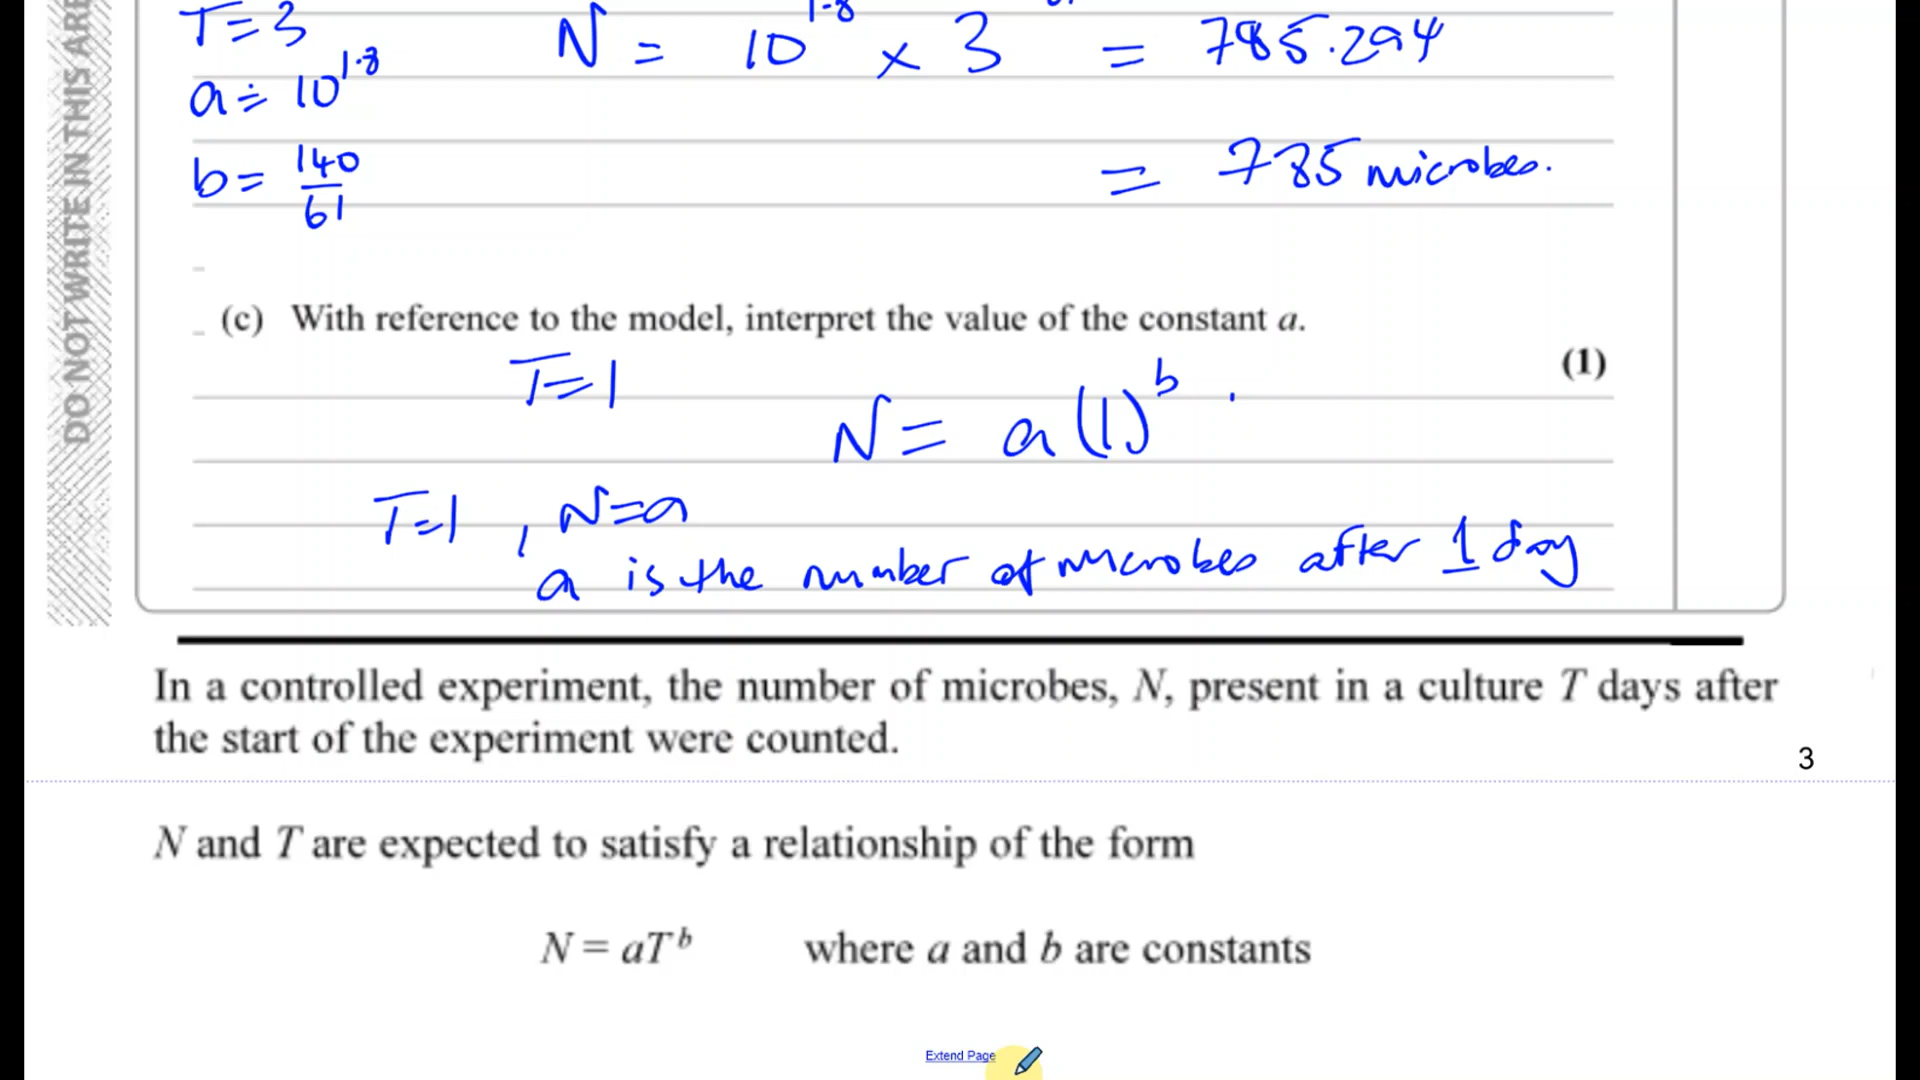 T=3
N = 10^1.8 × 3 = 785.294
a = 10^1.8
b = 140/61
= 785 microbes.
DO NOT WRITE IN THIS ARE
(c) With reference to the model, interpret the value of the constant a.
(1)
T=1
N = a(1)^b .
T=1 , N=a
a is the number of microbes after 1 day
In a controlled experiment, the number of microbes, N, present in a culture T days after
the start of the experiment were counted.
3
N and T are expected to satisfy a relationship of the form
N = aT^b where a and b are constants
Extend Page